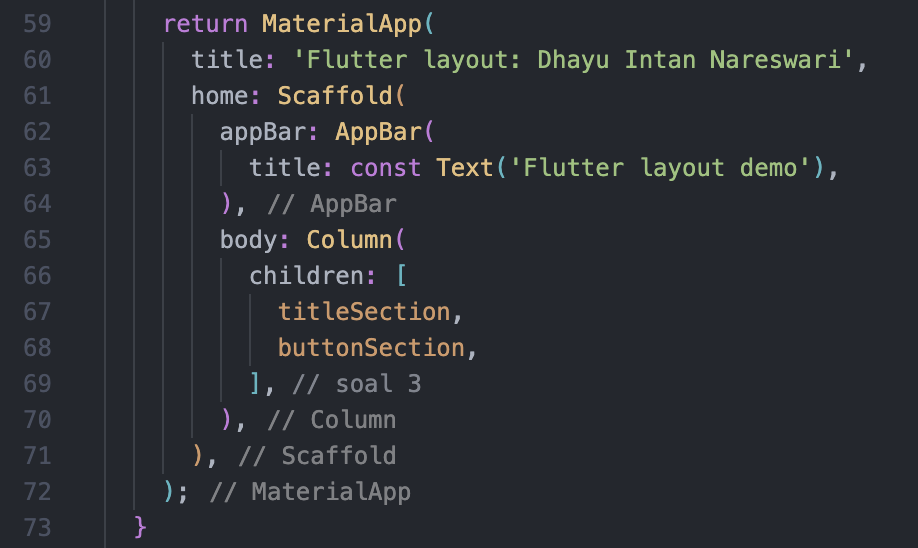 59 return MaterialApp(
60 title: 'Flutter layout: Dhayu Intan Nareswari',
61 home: Scaffold(
62 appBar: AppBar(
63 title: const Text('Flutter layout demo'),
64 ), // AppBar
65 body: Column(
66 children: [
67 titleSection,
68 buttonSection,
69 ], // soal 3
70 ), // Column
71 ), // Scaffold
72 ); // MaterialApp
73 }